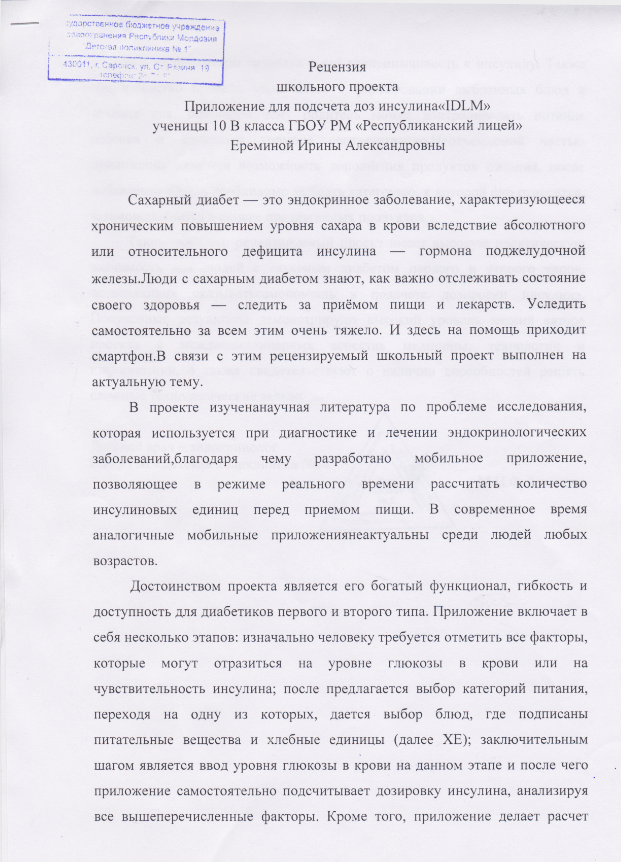 бюджетное учреждение
здравоохранения Республики Мордовия
Детская поликлиника №
г. Саранск, ул.
Рецензия
школьного проекта
Приложение для подсчета доз инсулина«IDLM»
ученицы 10 В класса ГБОУ РМ «Республиканский лицей»
Ереминой Ирины Александровны
Сахарный диабет — это эндокринное заболевание, характеризующееся
хроническим повышением уровня сахара в крови вследствие абсолютного
или относительного дефицита инсулина — гормона поджелудочной
железы.Люди с сахарным диабетом знают, как важно отслеживать состояние
своего здоровья — следить за приёмом пищи и лекарств. Уследить
самостоятельно за всем этим очень тяжело. И здесь на помощь приходит
смартфон.В связи с этим рецензируемый школьный проект выполнен на
актуальную тему.
В проекте изученанаучная литература по проблеме исследования,
которая используется при диагностике и лечении эндокринологических
заболеваний,благодаря чему разработано мобильное приложение,
позволяющее в режиме реального времени рассчитать количество
инсулиновых единиц перед приемом пищи. В современное время
аналогичные мобильные приложениянеактуальны среди людей любых
возрастов.
Достоинством проекта является его богатый функционал, гибкость и
доступность для диабетиков первого и второго типа. Приложение включает в
себя несколько этапов: изначально человеку требуется отметить все факторы,
которые могут отразиться на уровне глюкозы в крови или на
чувствительность инсулина; после предлагается выбор категорий питания,
переходя на одну из которых, дается выбор блюд, где подписаны
питательные вещества и хлебные единицы (далее ХЕ); заключительным
шагом является ввод уровня глюкозы в крови на данном этапе и после чего
приложение самостоятельно подсчитывает дозировку инсулина, анализируя
все вышеперечисленные факторы. Кроме того, приложение делает расчет